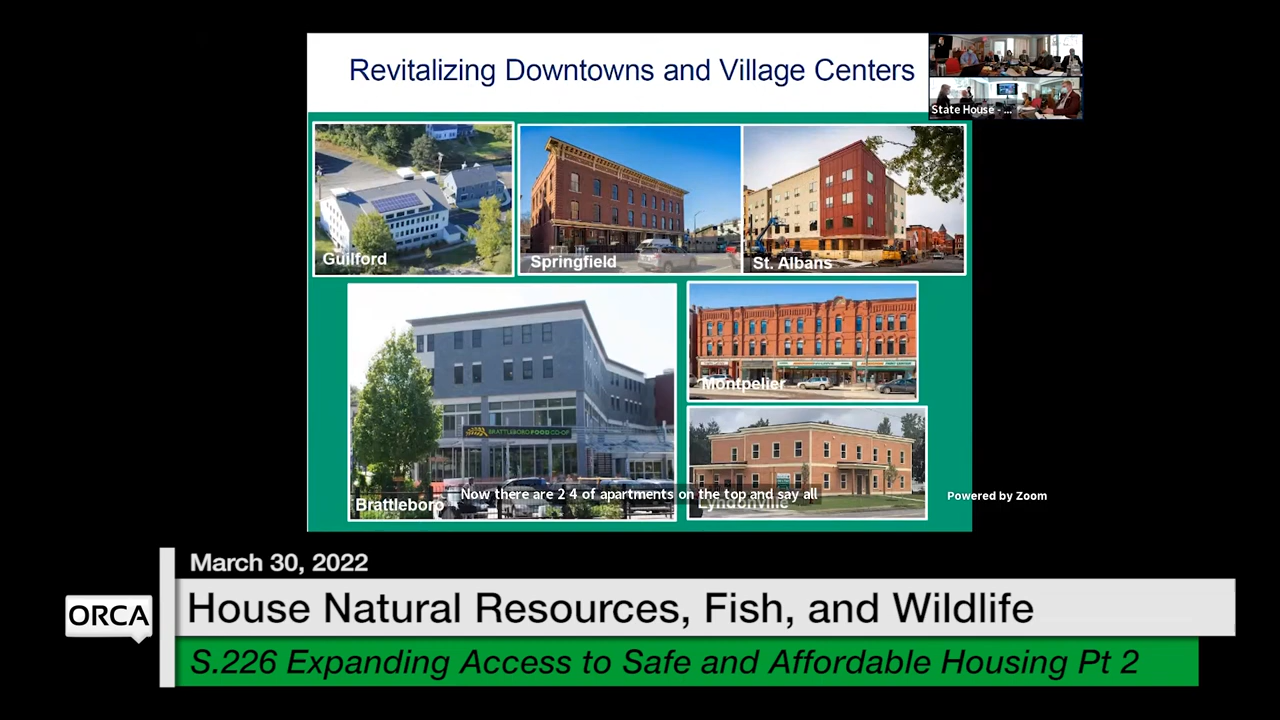 Revitalizing Downtowns and Village Centers
State House - ...
Guilford
Springfield
St. Albans
Montpelier
BRATTLEBORO FOOD CO-OP
Brattleboro
Lyndonville
Now there are 2 4 of apartments on the top and say all
Powered by Zoom
March 30, 2022
ORCA
House Natural Resources, Fish, and Wildlife
S.226 Expanding Access to Safe and Affordable Housing Pt 2